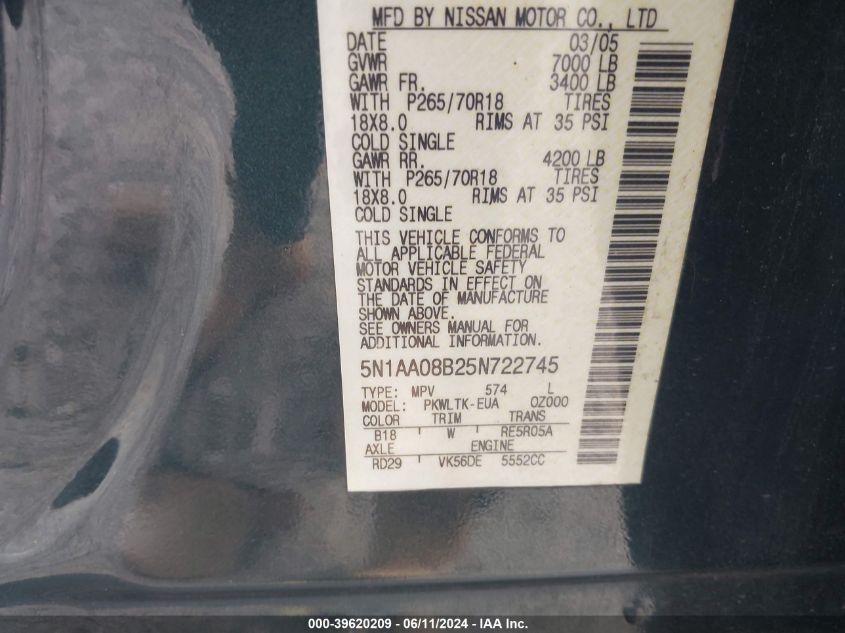 MFD BY NISSAN MOTOR CO., LTD
DATE 03/05
GVWR 7000 LB
GAWR FR. 3400 LB
WITH P265/70R18 TIRES
18X8.0 RIMS AT 35 PSI
COLD SINGLE
GAWR RR. 4200 LB
WITH P265/70R18 TIRES
18X8.0 RIMS AT 35 PSI
COLD SINGLE
THIS VEHICLE CONFORMS TO
ALL APPLICABLE FEDERAL
MOTOR VEHICLE SAFETY
STANDARDS IN EFFECT ON
THE DATE OF MANUFACTURE
SHOWN ABOVE.
SEE OWNERS MANUAL FOR
ADDITIONAL INFORMATION.
5N1AA08B25N722745
TYPE: MPV 574 L
MODEL: PKWLTK-EUA 0Z000
COLOR TRIM TRANS
B18 W RE5R05A
AXLE ENGINE
RD29 VK56DE 5552CC
000-39620209 - 06/11/2024 - IAA Inc.